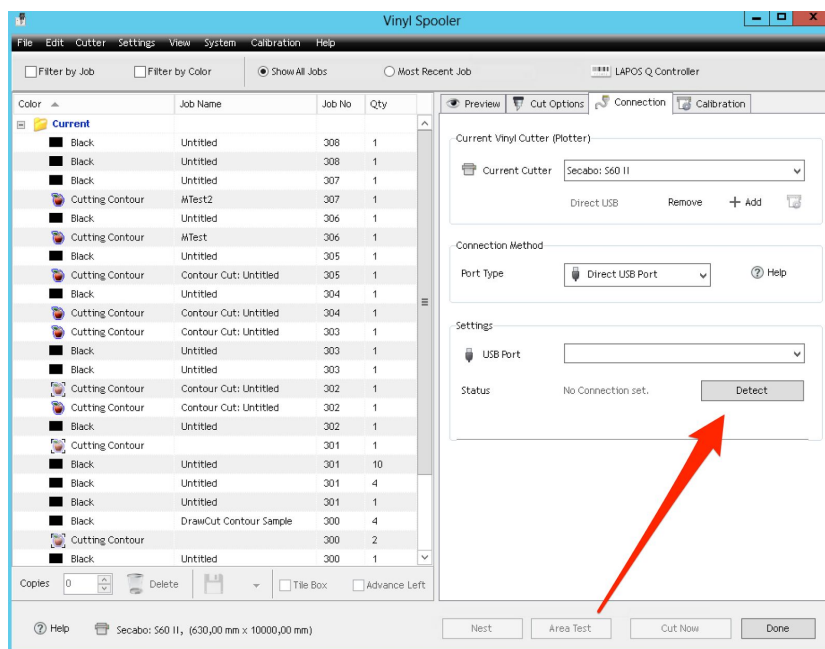 Vinyl Spooler
File Edit Cutter Settings View System Calibration Help
Filter by Job Filter by Color Show All Jobs Most Recent Job LAPOS Q Controller
Color Job Name Job No Qty
Current
Black Untitled 308 1
Black Untitled 308 1
Black Untitled 307 1
Cutting Contour MTest2 307 1
Black Untitled 306 1
Cutting Contour MTest 306 1
Black Untitled 305 1
Cutting Contour Contour Cut: Untitled 305 1
Black Untitled 304 1
Cutting Contour Contour Cut: Untitled 304 1
Cutting Contour Contour Cut: Untitled 303 1
Black Untitled 303 1
Black Untitled 303 1
Cutting Contour Contour Cut: Untitled 302 1
Cutting Contour Contour Cut: Untitled 302 1
Black Untitled 302 1
Cutting Contour 301 1
Black Untitled 301 10
Black Untitled 301 4
Black Untitled 301 1
Black DrawCut Contour Sample 300 4
Cutting Contour 300 2
Black Untitled 300 1
Copies 0 Delete Tile Box Advance Left
Preview Cut Options Connection Calibration
Current Vinyl Cutter (Plotter)
Current Cutter Secabo: S60 II
Direct USB Remove + Add
Connection Method
Port Type Direct USB Port ? Help
Settings
USB Port
Status No Connection set. Detect
? Help Secabo: S60 II, (630,00 mm x 10000,00 mm) Nest Area Test Cut Now Done